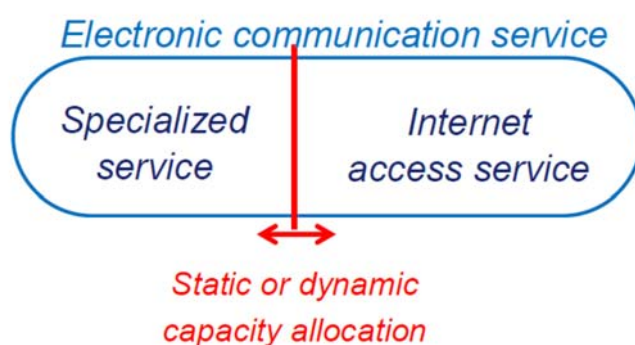 Electronic communication service
Specialized
service
Internet
access service
Static or dynamic
capacity allocation